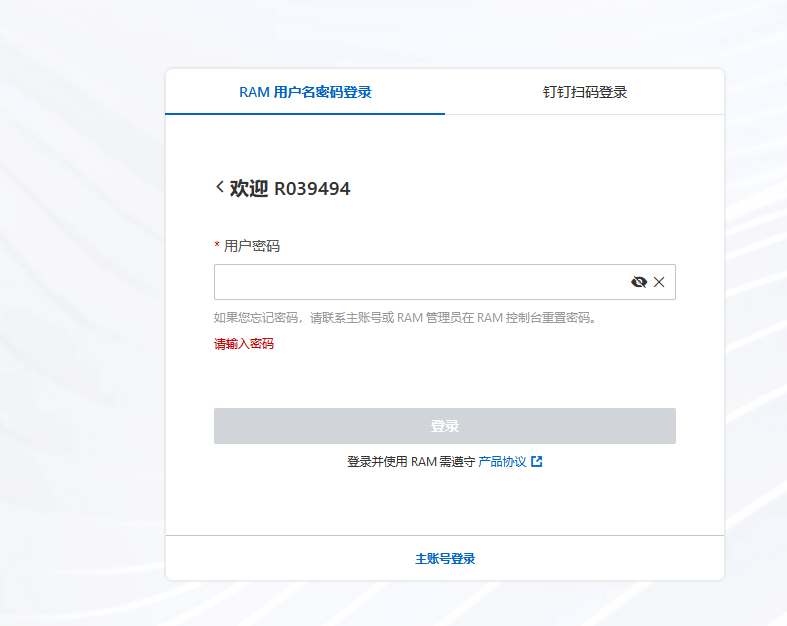 RAM 用户名密码登录 钉钉扫码登录
欢迎 R039494
* 用户密码
如果您忘记密码，请联系主账号或 RAM 管理员在 RAM 控制台重置密码。
请输入密码
登录
登录并使用 RAM 需遵守 产品协议
主账号登录